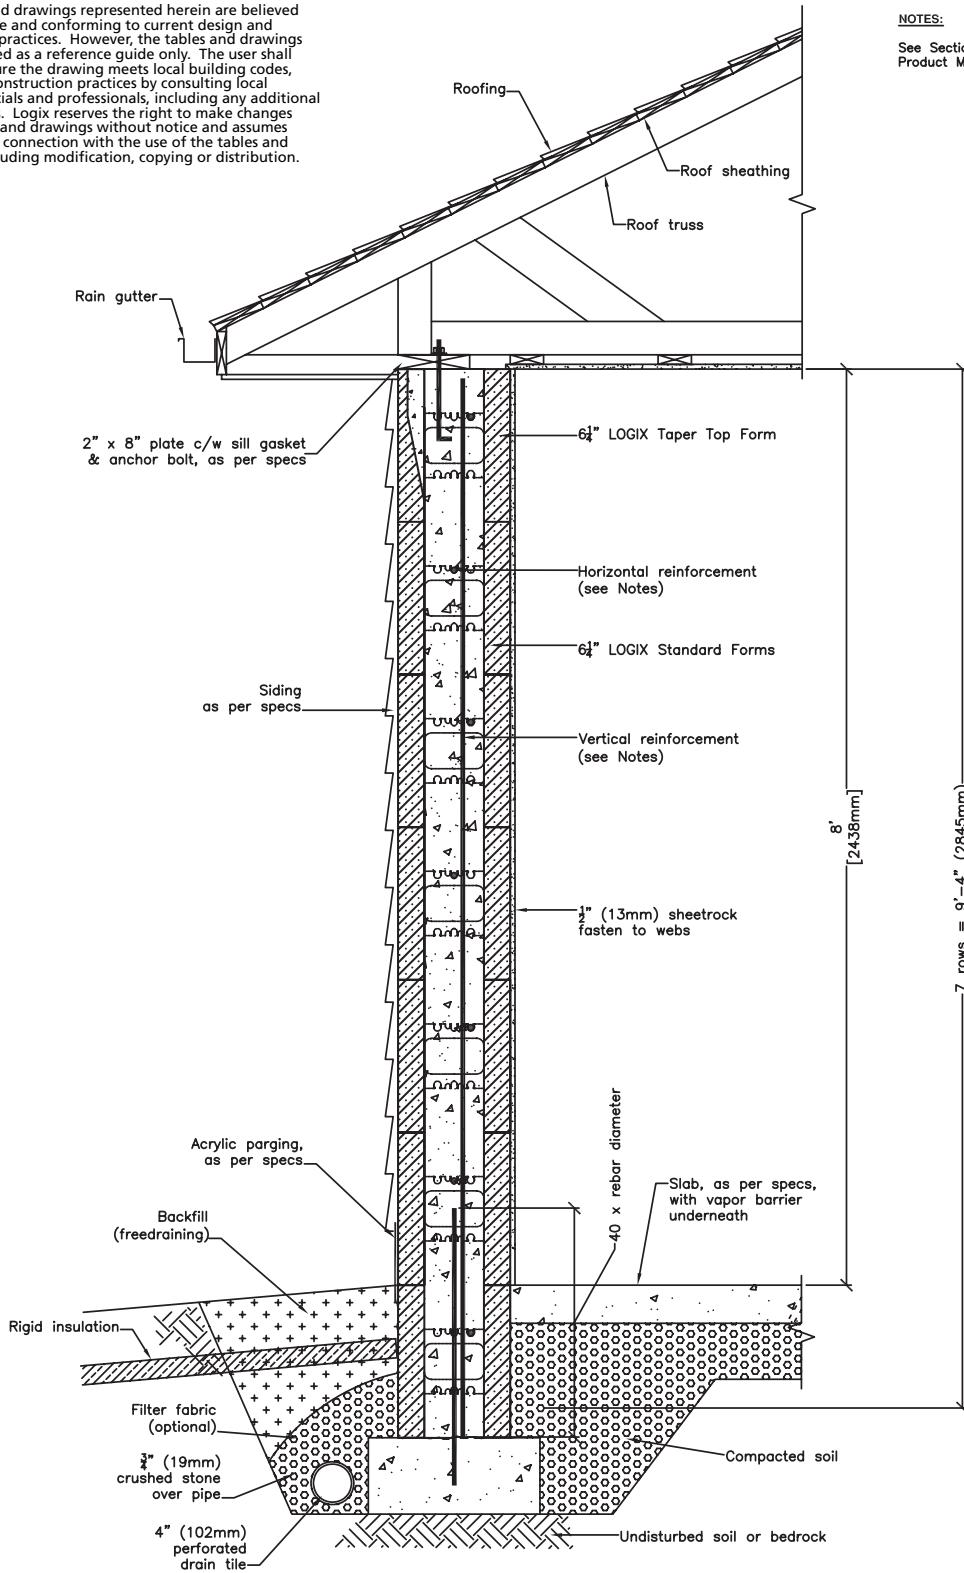 d drawings represented herein are believed
e and conforming to current design and
practices. However, the tables and drawings
ed as a reference guide only. The user shall
ure the drawing meets local building codes,
onstruction practices by consulting local
ials and professionals, including any additional
s. Logix reserves the right to make changes
and drawings without notice and assumes
connection with the use of the tables and
luding modification, copying or distribution.
NOTES:
See Sectio
Product M
Roofing
Roof sheathing
Roof truss
Rain gutter
2" x 8" plate c/w sill gasket
& anchor bolt, as per specs
6 1/4" LOGIX Taper Top Form
Horizontal reinforcement
(see Notes)
6 1/4" LOGIX Standard Forms
Siding
as per specs
Vertical reinforcement
(see Notes)
8'
[2438mm]
7 rows = 9'-4" (2845mm)
1/2" (13mm) sheetrock
fasten to webs
40 x rebar diameter
Acrylic parging,
as per specs
Slab, as per specs,
with vapor barrier
underneath
Backfill
(freedraining)
Rigid insulation
Filter fabric
(optional)
3/4" (19mm)
crushed stone
over pipe
Compacted soil
4" (102mm)
perforated
drain tile
Undisturbed soil or bedrock